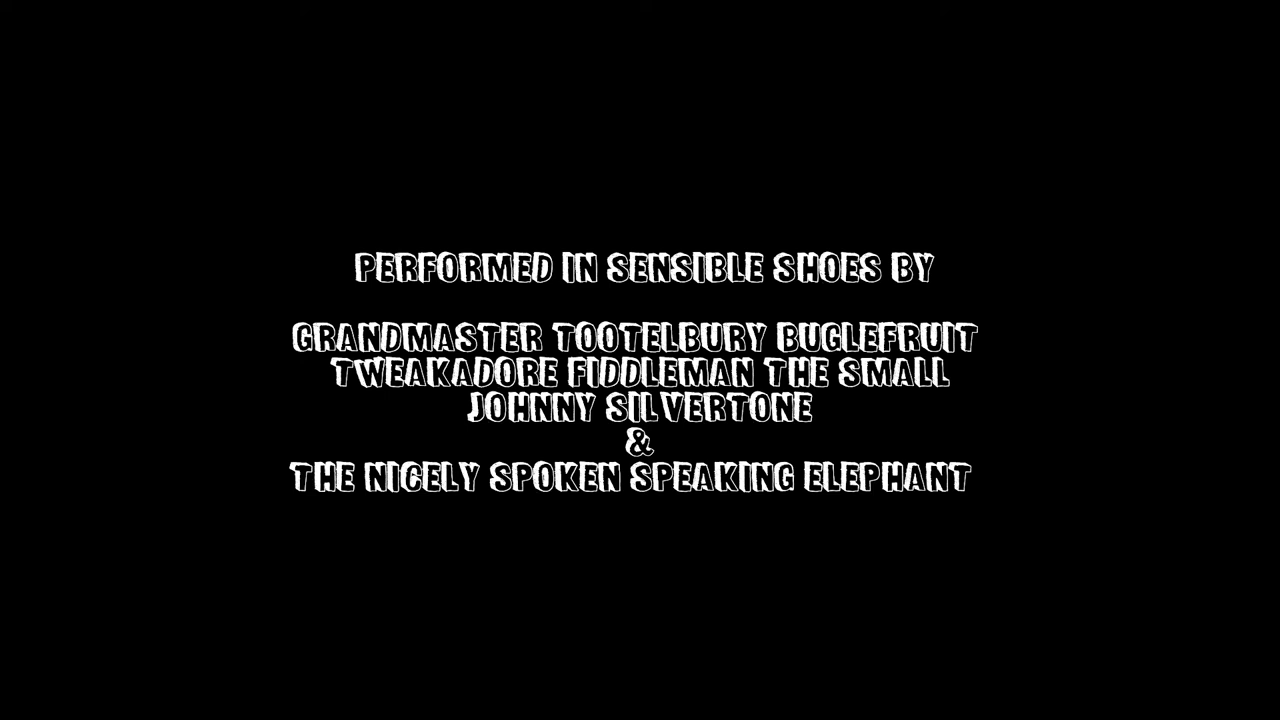 PERFORMED IN SENSIBLE SHOES BY
GRANDMASTER TOOTELBURY BUGLEFRUIT
TWEAKADORE FIDDLEMAN THE SMALL
JOHNNY SILVERTONE
&
THE NICELY SPOKEN SPEAKING ELEPHANT